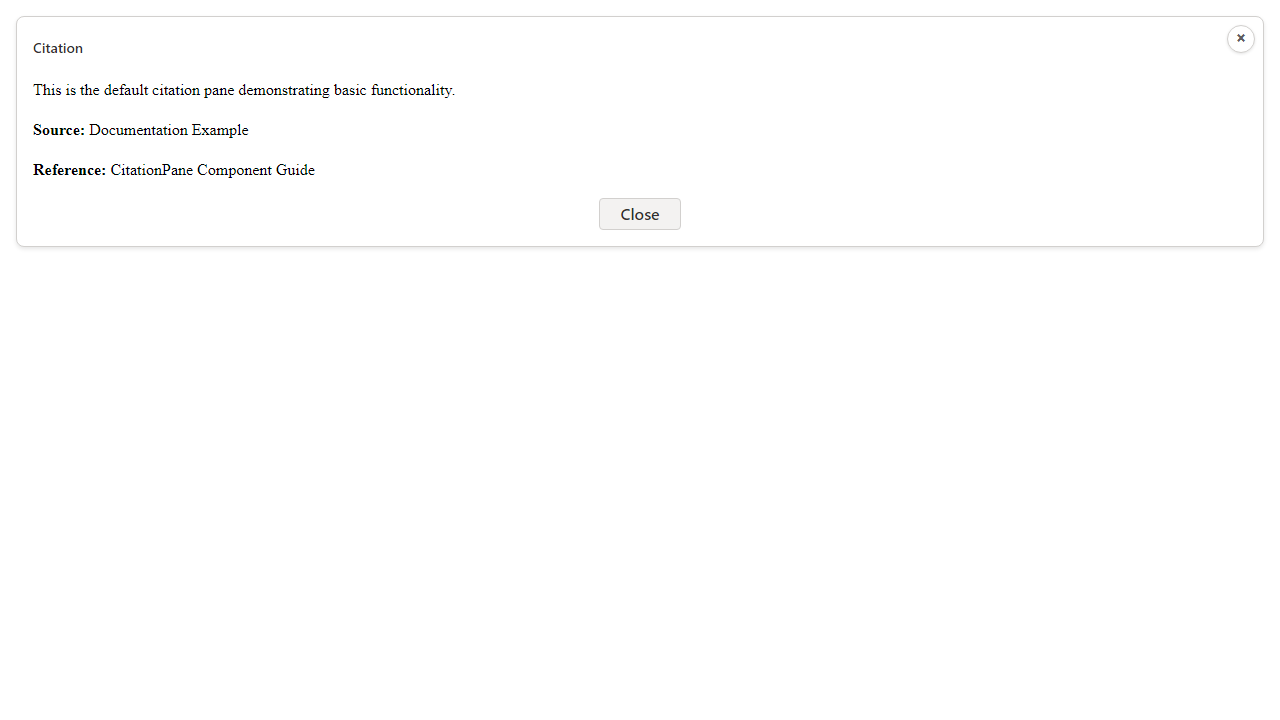 Citation
This is the default citation pane demonstrating basic functionality.
Source: Documentation Example
Reference: CitationPane Component Guide
Close